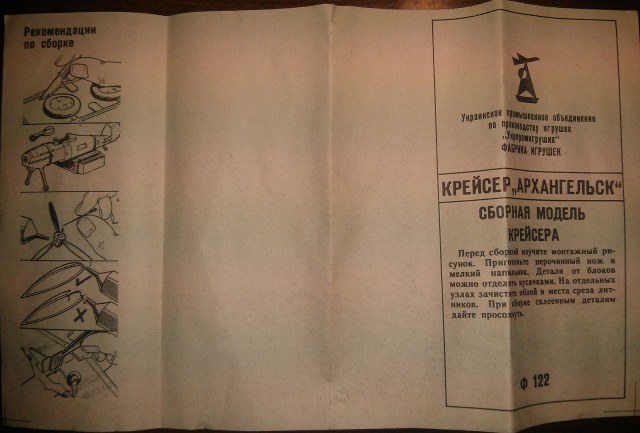 Рекомендации
по сборке
Украинское промышленное объединение
по производству игрушек
„Укрпромигрушка"
ФАБРИКА ИГРУШЕК
КРЕЙСЕР „АРХАНГЕЛЬСК"
СБОРНАЯ МОДЕЛЬ
КРЕЙСЕРА
Перед сборкой изучите монтажный ри-
сунок. Приготовьте перочинный нож и
мелкий напильник. Детали от блоков
можно отделять кусачками. На отдельных
узлах зачистите облой и места среза лит-
ников. При сборке склеенным деталям
дайте просохнуть.
Ф 122